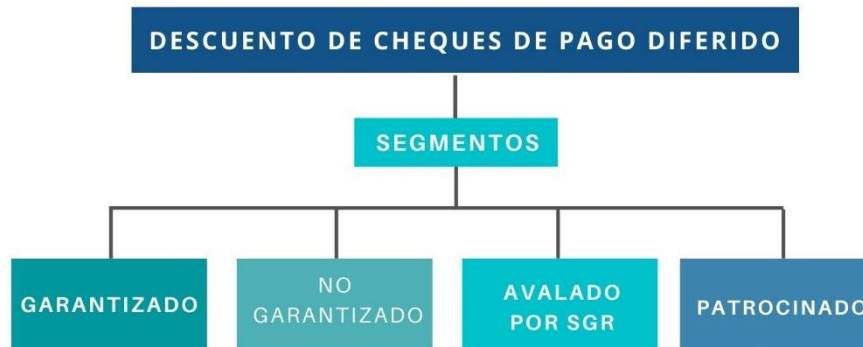 DESCUENTO DE CHEQUES DE PAGO DIFERIDO
SEGMENTOS
GARANTIZADO
NO
GARANTIZADO
AVALADO
POR SGR
PATROCINADO